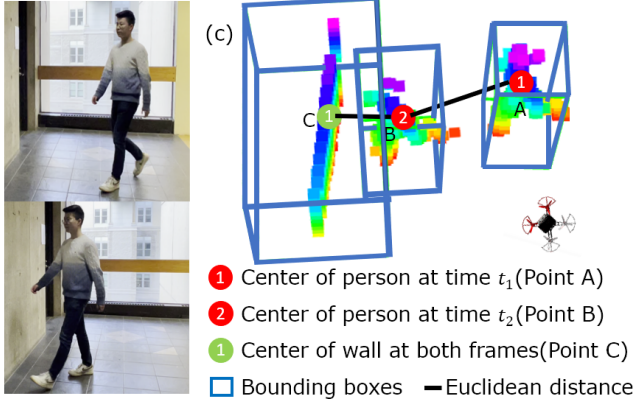 (c)
1
A
C 1
B 2
1 Center of person at time t₁(Point A)
2 Center of person at time t₂(Point B)
1 Center of wall at both frames(Point C)
Bounding boxes Euclidean distance